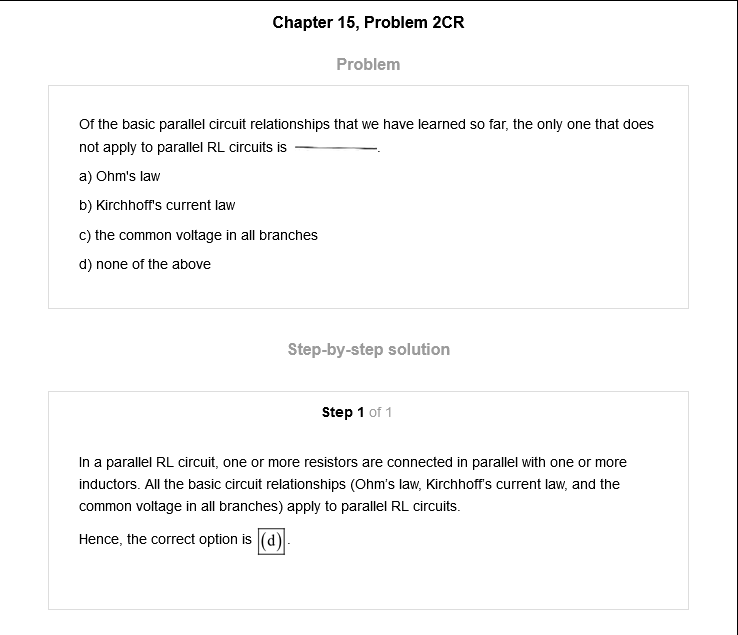 Chapter 15, Problem 2CR
Problem
Of the basic parallel circuit relationships that we have learned so far, the only one that does
not apply to parallel RL circuits is ___________.
a) Ohm's law
b) Kirchhoff's current law
c) the common voltage in all branches
d) none of the above
Step-by-step solution
Step 1 of 1
In a parallel RL circuit, one or more resistors are connected in parallel with one or more
inductors. All the basic circuit relationships (Ohm's law, Kirchhoff's current law, and the
common voltage in all branches) apply to parallel RL circuits.
Hence, the correct option is (d).